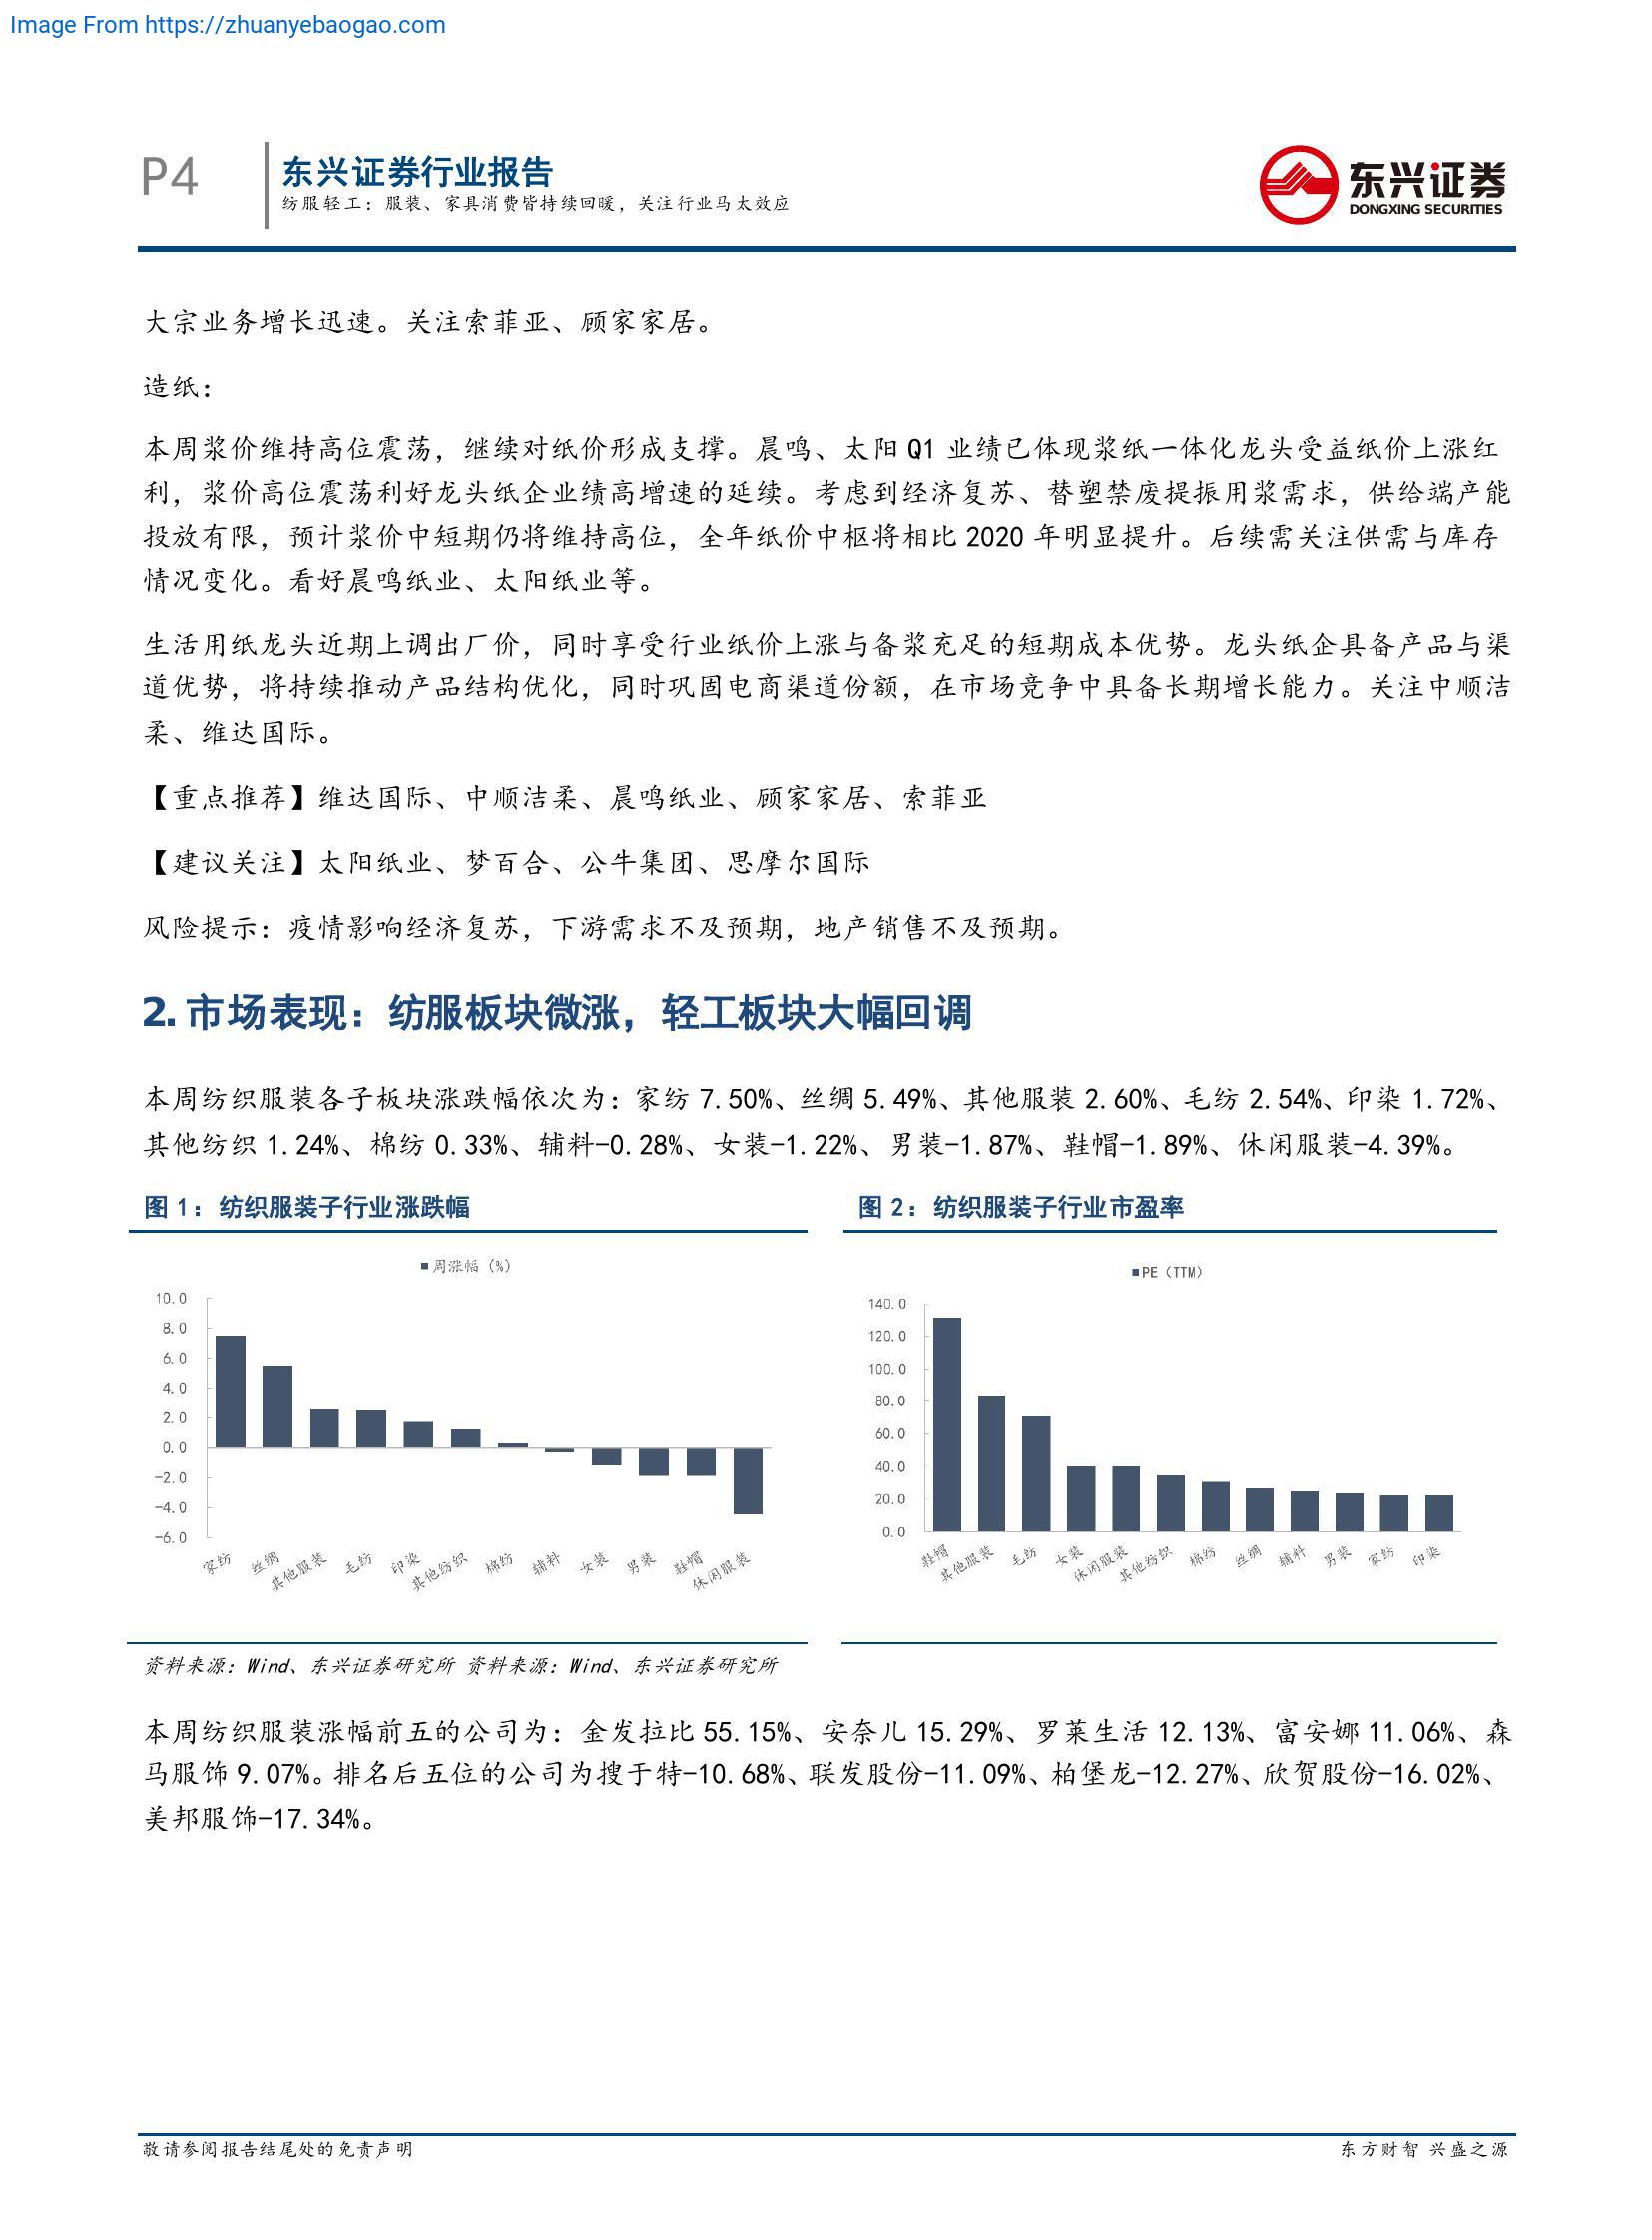 Image From https://zhuanyebaogao.com
P4
东兴证券行业报告
纺服轻工：服装、家具消费皆持续回暖，关注行业马太效应
东兴证券
DONGXING SECURITIES
大宗业务增长迅速。关注索菲亚、顾家家居。
造纸：
本周浆价维持高位震荡，继续对纸价形成支撑。晨鸣、太阳 Q1 业绩已体现浆纸一体化龙头受益纸价上涨红
利，浆价高位震荡利好龙头纸企业绩高增速的延续。考虑到经济复苏、替塑禁废提振用浆需求，供给端产能
投放有限，预计浆价中短期仍将维持高位，全年纸价中枢将相比 2020 年明显提升。后续需关注供需与库存
情况变化。看好晨鸣纸业、太阳纸业等。
生活用纸龙头近期上调出厂价，同时享受行业纸价上涨与备浆充足的短期成本优势。龙头纸企具备产品与渠
道优势，将持续推动产品结构优化，同时巩固电商渠道份额，在市场竞争中具备长期增长能力。关注中顺洁
柔、维达国际。
【重点推荐】维达国际、中顺洁柔、晨鸣纸业、顾家家居、索菲亚
【建议关注】太阳纸业、梦百合、公牛集团、思摩尔国际
风险提示：疫情影响经济复苏，下游需求不及预期，地产销售不及预期。
2. 市场表现：纺服板块微涨，轻工板块大幅回调
本周纺织服装各子板块涨跌幅依次为：家纺 7.50%、丝绸 5.49%、其他服装 2.60%、毛纺 2.54%、印染 1.72%、
其他纺织 1.24%、棉纺 0.33%、辅料-0.28%、女装-1.22%、男装-1.87%、鞋帽-1.89%、休闲服装-4.39%。
图 1：纺织服装子行业涨跌幅
周涨幅（%）
10.0
8.0
6.0
4.0
2.0
0.0
-2.0
-4.0
-6.0
家纺 丝绸 其他服装 毛纺 印染 其他纺织 棉纺 辅料 女装 男装 鞋帽 休闲服装
图 2：纺织服装子行业市盈率
PE（TTM）
140.0
120.0
100.0
80.0
60.0
40.0
20.0
0.0
鞋帽 其他服装 毛纺 女装 休闲服装 其他纺织 棉纺 丝绸 辅料 男装 家纺 印染
资料来源：Wind、东兴证券研究所 资料来源：Wind、东兴证券研究所
本周纺织服装涨幅前五的公司为：金发拉比 55.15%、安奈儿 15.29%、罗莱生活 12.13%、富安娜 11.06%、森
马服饰 9.07%。排名后五位的公司为搜于特-10.68%、联发股份-11.09%、柏堡龙-12.27%、欣贺股份-16.02%、
美邦服饰-17.34%。
敬请参阅报告结尾处的免责声明
东方财智 兴盛之源